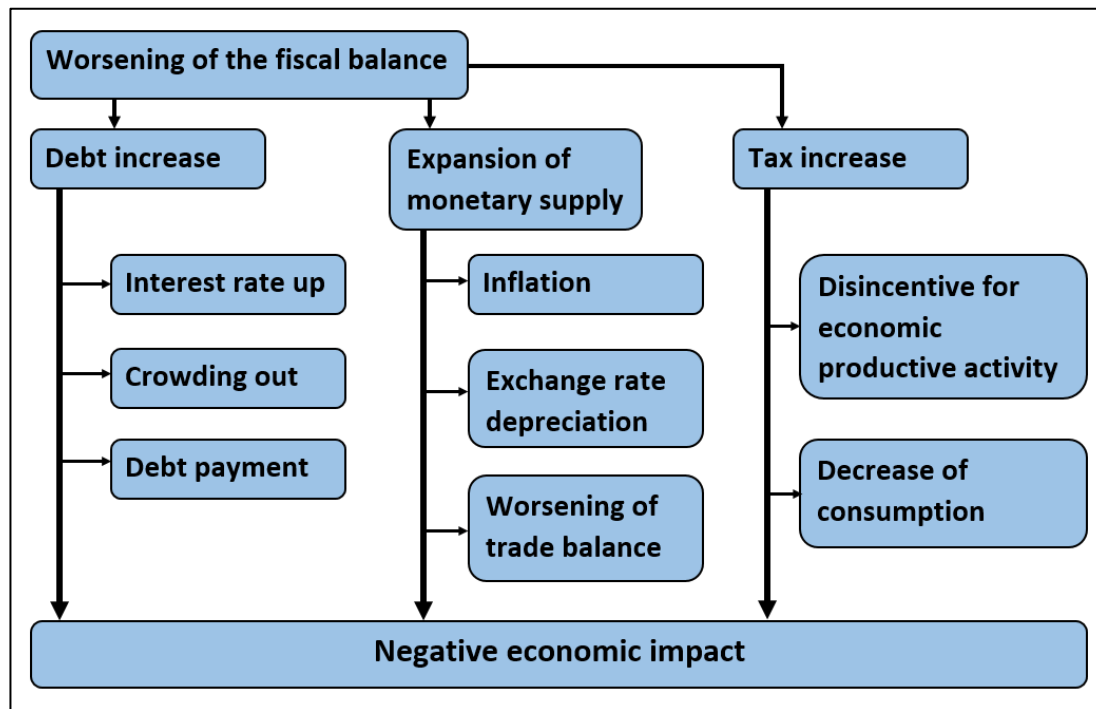 Worsening of the fiscal balance
Debt increase
Expansion of
monetary supply
Tax increase
Interest rate up
Crowding out
Debt payment
Inflation
Exchange rate
depreciation
Worsening of
trade balance
Disincentive for
economic
productive activity
Decrease of
consumption
Negative economic impact